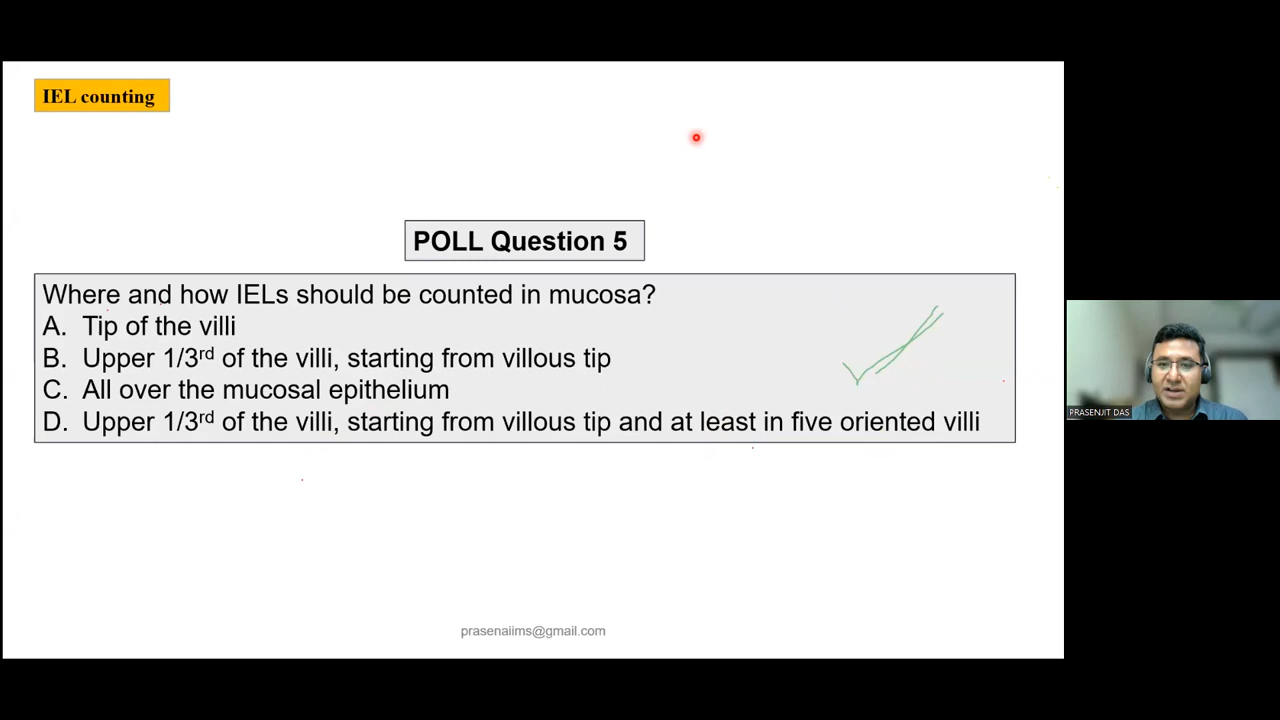 IEL counting
POLL Question 5
Where and how IELs should be counted in mucosa?
A. Tip of the villi
B. Upper 1/3rd of the villi, starting from villous tip
C. All over the mucosal epithelium
D. Upper 1/3rd of the villi, starting from villous tip and at least in five oriented villi
PRASENJIT DAS
prasenaiims@gmail.com